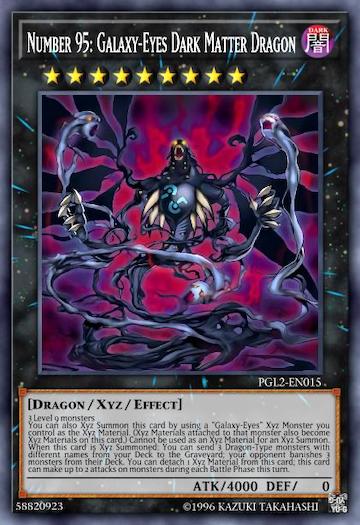 Number 95: Galaxy-Eyes Dark Matter Dragon
DARK
闇
PGL2-EN015
[Dragon/Xyz/Effect]
3 Level 9 monsters
You can also Xyz Summon this card by using a "Galaxy-Eyes" Xyz Monster you
control as the Xyz Material. (Xyz Materials attached to that monster also become
Xyz Materials on this card.) Cannot be used as an Xyz Material for an Xyz Summon.
When this card is Xyz Summoned: You can send 3 Dragon-Type monsters with
different names from your Deck to the Graveyard; your opponent banishes 3
monsters from their Deck. You can detach 1 Xyz Material from this card; this card
can make up to 2 attacks on monsters during each Battle Phase this turn.
ATK/4000 DEF/ 0
58820923
©1996 KAZUKI TAKAHASHI